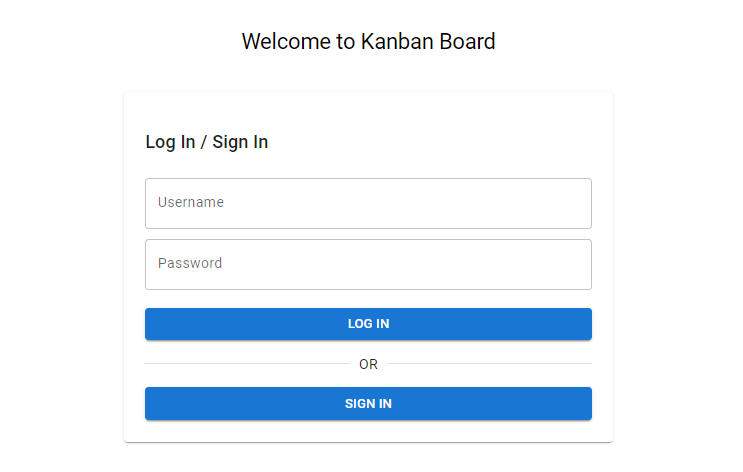 Welcome to Kanban Board
Log In / Sign In
Username
Password
LOG IN
OR
SIGN IN